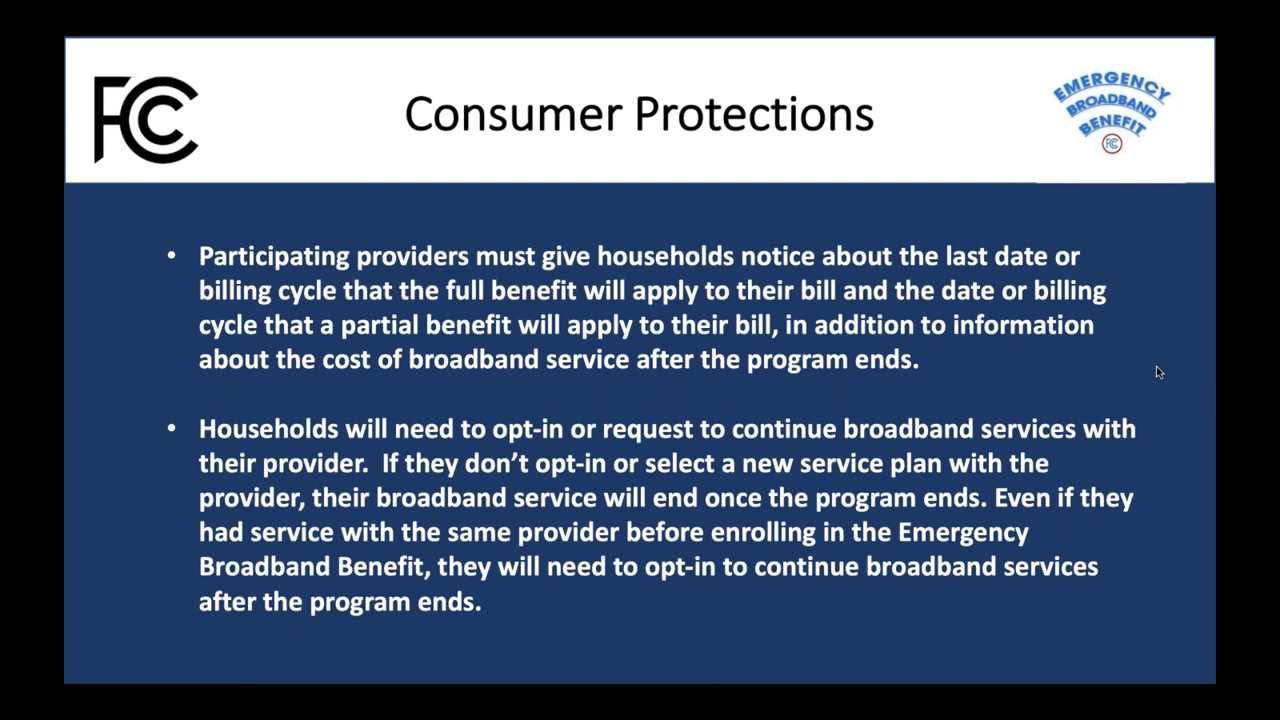 FCC
Consumer Protections
EMERGENCY
BROADBAND
BENEFIT
FCC
• Participating providers must give households notice about the last date or
billing cycle that the full benefit will apply to their bill and the date or billing
cycle that a partial benefit will apply to their bill, in addition to information
about the cost of broadband service after the program ends.
• Households will need to opt-in or request to continue broadband services with
their provider.  If they don’t opt-in or select a new service plan with the
provider, their broadband service will end once the program ends. Even if they
had service with the same provider before enrolling in the Emergency
Broadband Benefit, they will need to opt-in to continue broadband services
after the program ends.